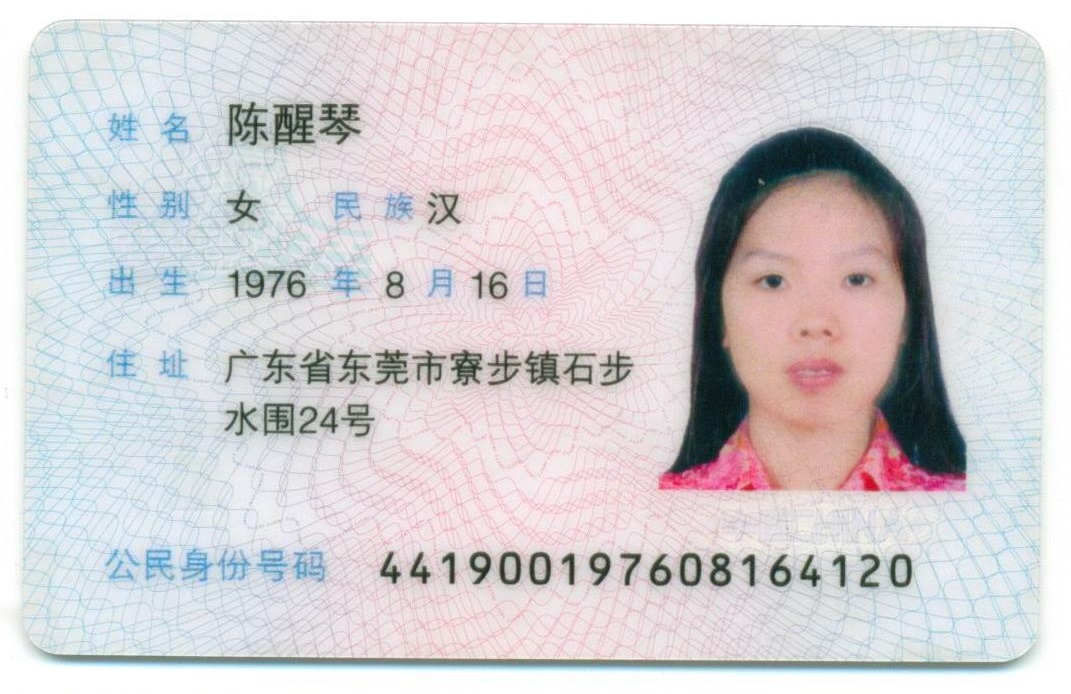 姓名 陈醒琴
性别 女 民族 汉
出生 1976 年 8 月 16 日
住址 广东省东莞市寮步镇石步
水围24号
公民身份号码 441900197608164120